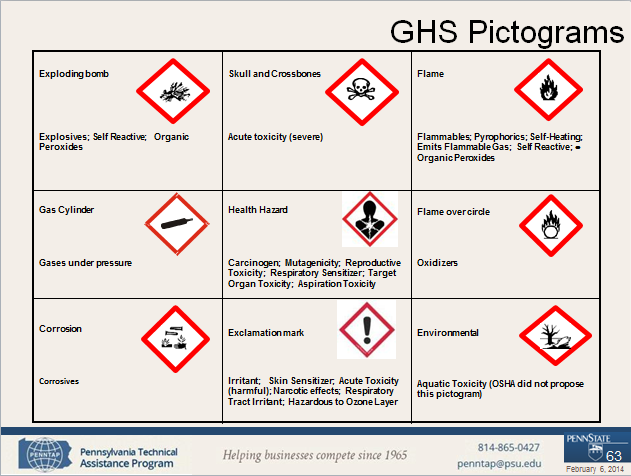 GHS Pictograms
Exploding bomb
Explosives; Self Reactive; Organic
Peroxides
Skull and Crossbones
Acute toxicity (severe)
Flame
Flammables; Pyrophorics; Self-Heating;
Emits Flammable Gas; Self Reactive;
Organic Peroxides
Gas Cylinder
Gases under pressure
Health Hazard
Carcinogen; Mutagenicity; Reproductive
Toxicity; Respiratory Sensitizer; Target
Organ Toxicity; Aspiration Toxicity
Flame over circle
Oxidizers
Corrosion
Corrosives
Exclamation mark
Irritant; Skin Sensitizer; Acute Toxicity
(harmful); Narcotic effects; Respiratory
Tract Irritant; Hazardous to Ozone Layer
Environmental
Aquatic Toxicity (OSHA did not propose
this pictogram)
PENNTAP
Pennsylvania Technical
Assistance Program
Helping businesses compete since 1965
814-865-0427
penntap@psu.edu
PENNSTATE
63
February 6, 2014